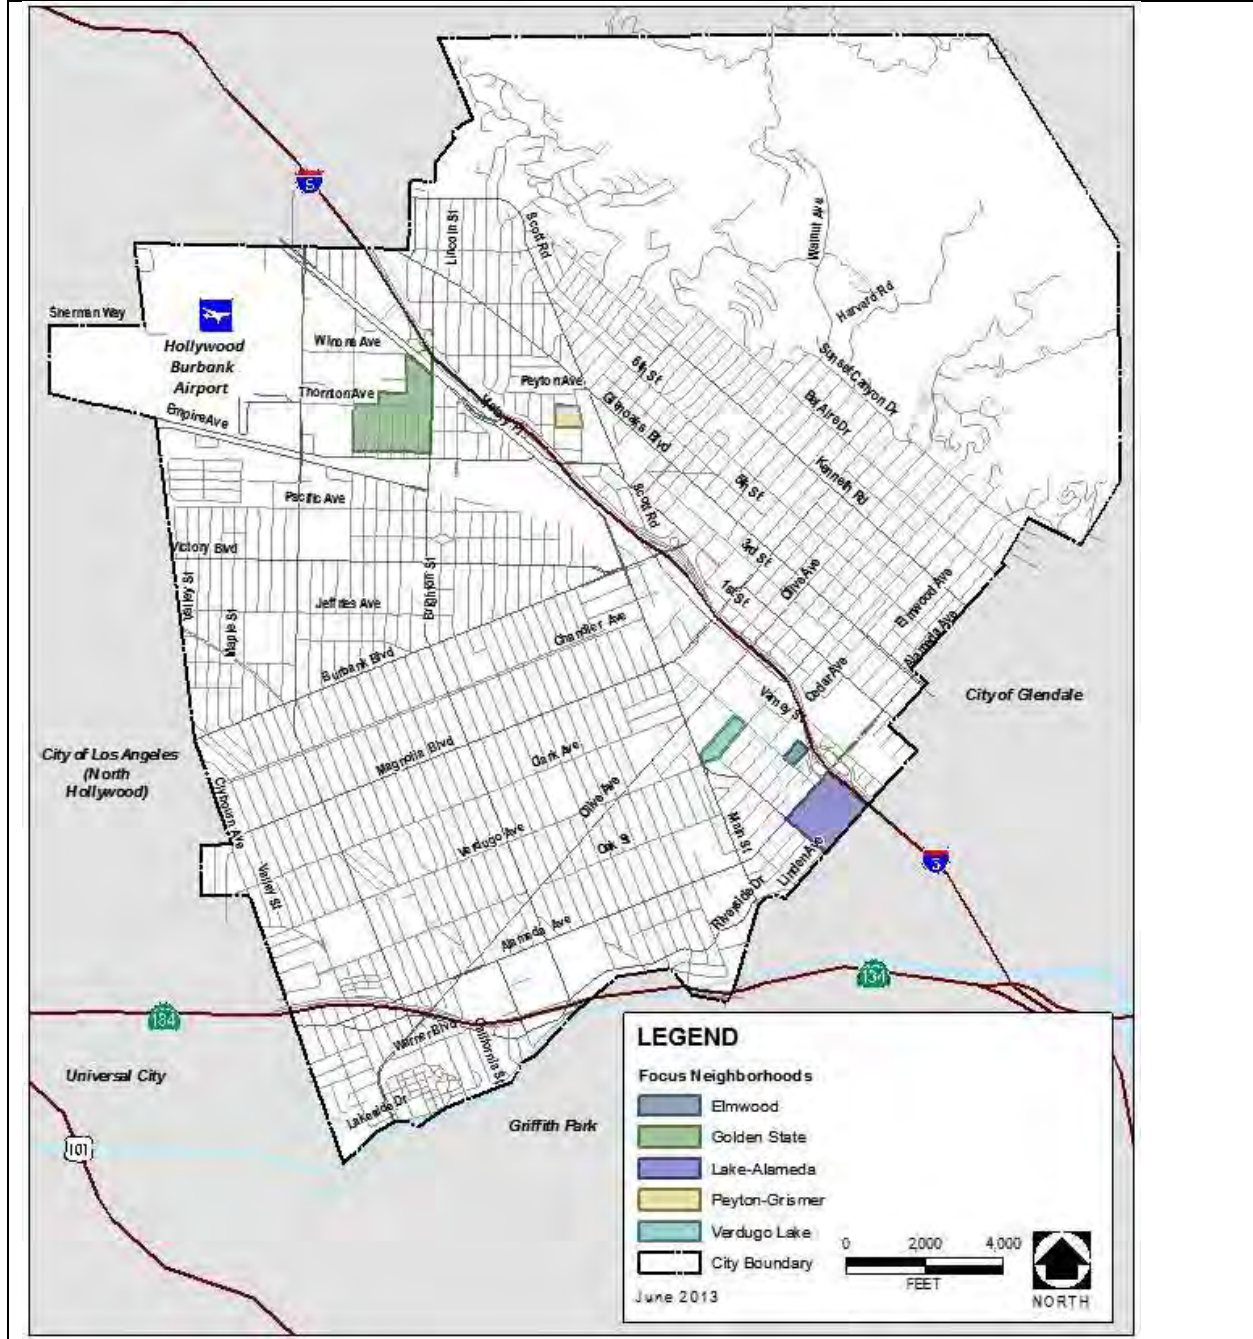 5
Lincoln St
Scott Rd
Walnut Ave
Harvard Rd
Sherman Way
Hollywood
Burbank
Airport
Winona Ave
Sunset Canyon Dr
6th St
Peyton Ave
Thornton Ave
Bel Aire Dr
Glenoaks Blvd
Empire Ave
Kenneth Rd
5th St
Scott Rd
Pacific Ave
3rd St
Victory Blvd
Olive Ave
1st St
Valley St
Maple St
Jeffries Ave
Brighton St
Elmwood Ave
Alameda Ave
Chandler Ave
Burbank Blvd
Cedar Ave
City of Glendale
Varney St
City of Los Angeles
(North
Hollywood)
Magnolia Blvd
Clark Ave
Clybourn Ave
Olive Ave
Verdugo Ave
Oak St
Main St
Linden Ave
Valley St
5
Riverside Dr
Alameda Ave
134
134
Warner Blvd
California St
Universal City
Lakeside Dr
Griffith Park
101
LEGEND
Focus Neighborhoods
Elmwood
Golden State
Lake-Alameda
Peyton-Grismer
Verdugo Lake
City Boundary
0 2,000 4,000
FEET
NORTH
June 2013